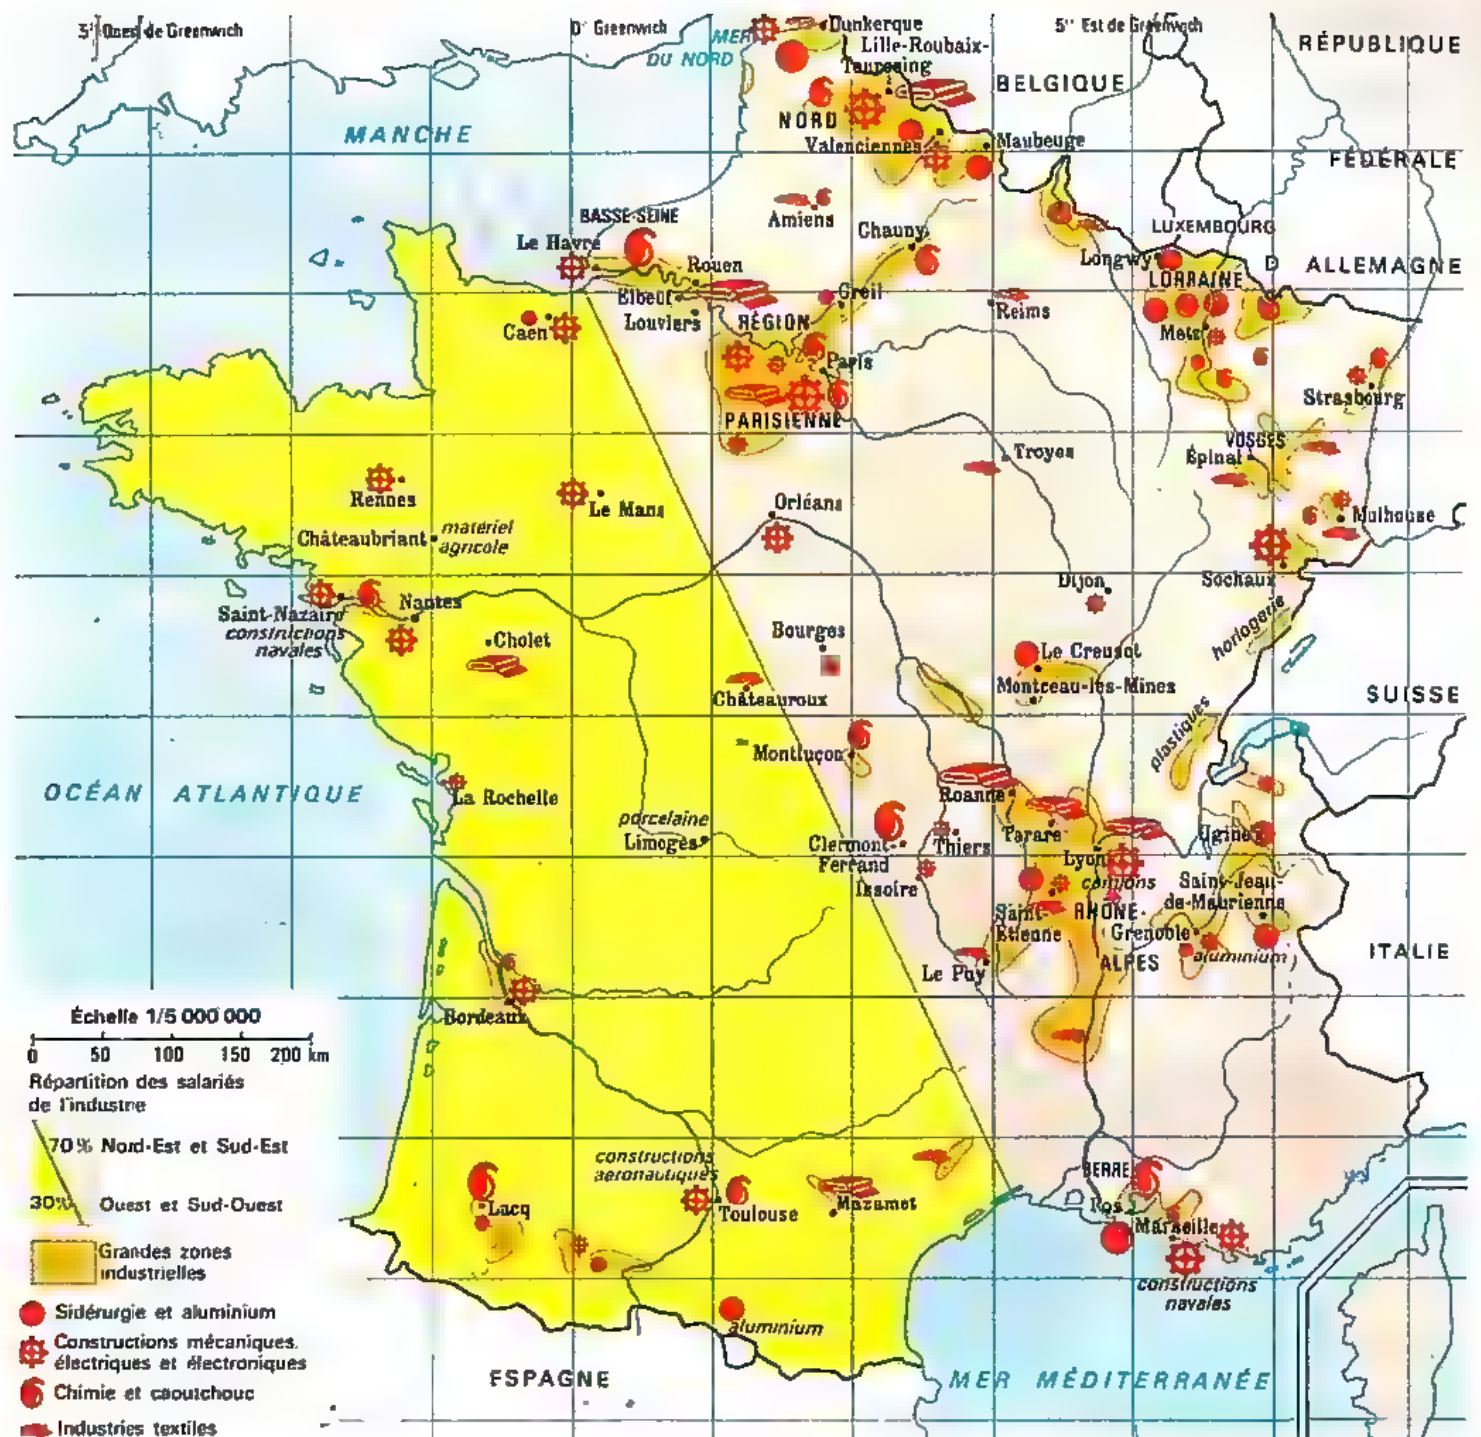 5° Ouest de Greenwich
0° Greenwich
5° Est de Greenwich
MER
DU NORD
Dunkerque
Lille-Roubaix-
Tourcoing
BELGIQUE
RÉPUBLIQUE
FÉDÉRALE
D'ALLEMAGNE
MANCHE
NORD
Valenciennes
Maubeuge
Amiens
Chauny
BASSE-SEINE
Le Havre
Rouen
Elbeuf
Louviers
Creil
Reims
LUXEMBOURG
Longwy
LORRAINE
Metz
Caen
RÉGION
Paris
PARISIENNE
Strasbourg
VOSGES
Épinal
Troyes
Rennes
Le Mans
Orléans
Mulhouse
Châteaubriant
matériel
agricole
Sochaux
Dijon
Saint-Nazaire
constructions
navales
Nantes
Cholet
Bourges
horlogerie
Le Creusot
Montceau-les-Mines
Châteauroux
SUISSE
plastiques
Montluçon
OCÉAN ATLANTIQUE
La Rochelle
porcelaine
Limoges
Roanne
Tarare
Ugine
Clermont-
Ferrand
Thiers
Issoire
Lyon
camions
Saint-Jean-
de-Maurienne
Saint-
Etienne
RHÔNE-
ALPES
Grenoble
aluminium
ITALIE
Le Puy
Bordeaux
constructions
aéronautiques
Toulouse
Mazamet
Lacq
BERRE
Fos
Marseille
constructions
navales
aluminium
ESPAGNE
MER MÉDITERRANÉE
Échelle 1/5 000 000
0 50 100 150 200 km
Répartition des salariés
de l'industrie
70% Nord-Est et Sud-Est
30% Ouest et Sud-Ouest
Grandes zones
industrielles
Sidérurgie et aluminium
Constructions mécaniques,
électriques et électroniques
Chimie et caoutchouc
Industries textiles